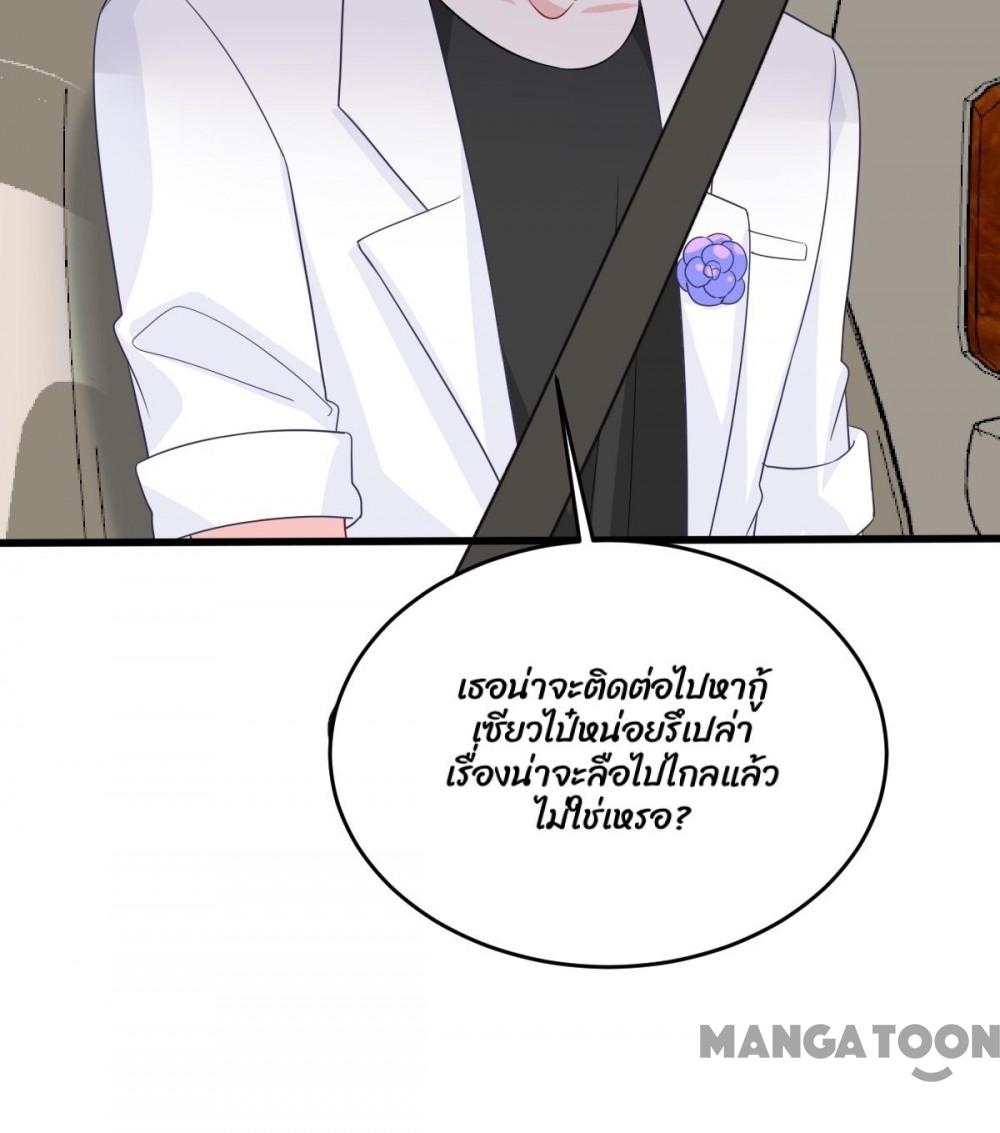 เธอน่าจะติดต่อไปหากู้
เซียวไป๋หน่อยรึเปล่า
เรื่องน่าจะลือไปไกลแล้ว
ไม่ใช่เหรอ?
MANGATOON